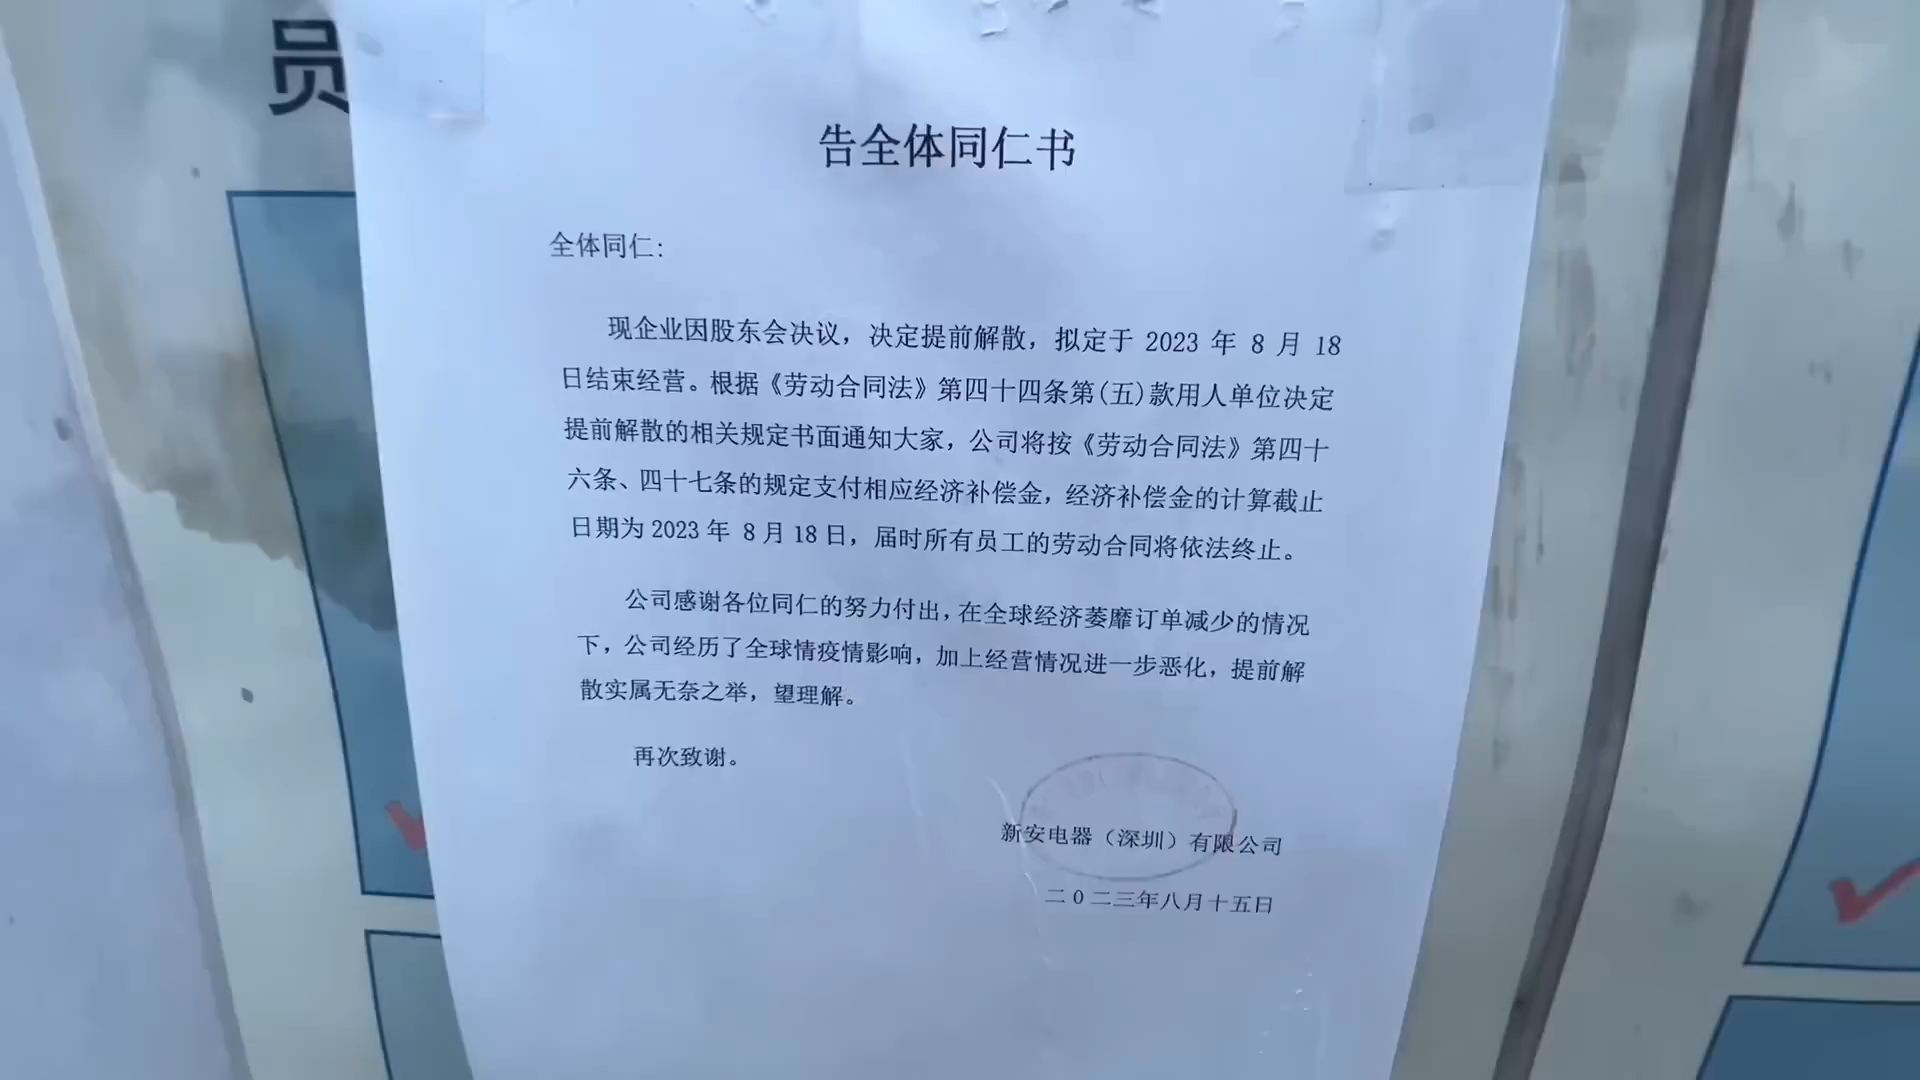 员
告全体同仁书
全体同仁:
现企业因股东会决议，决定提前解散，拟定于 2023 年 8 月 18
日结束经营。根据《劳动合同法》第四十四条第(五)款用人单位决定
提前解散的相关规定书面通知大家，公司将按《劳动合同法》第四十
六条、四十七条的规定支付相应经济补偿金，经济补偿金的计算截止
日期为 2023 年 8 月 18 日，届时所有员工的劳动合同将依法终止。
公司感谢各位同仁的努力付出，在全球经济萎靡订单减少的情况
下，公司经历了全球情疫情影响，加上经营情况进一步恶化，提前解
散实属无奈之举，望理解。
再次致谢。
新安电器（深圳）有限公司
二0二三年八月十五日